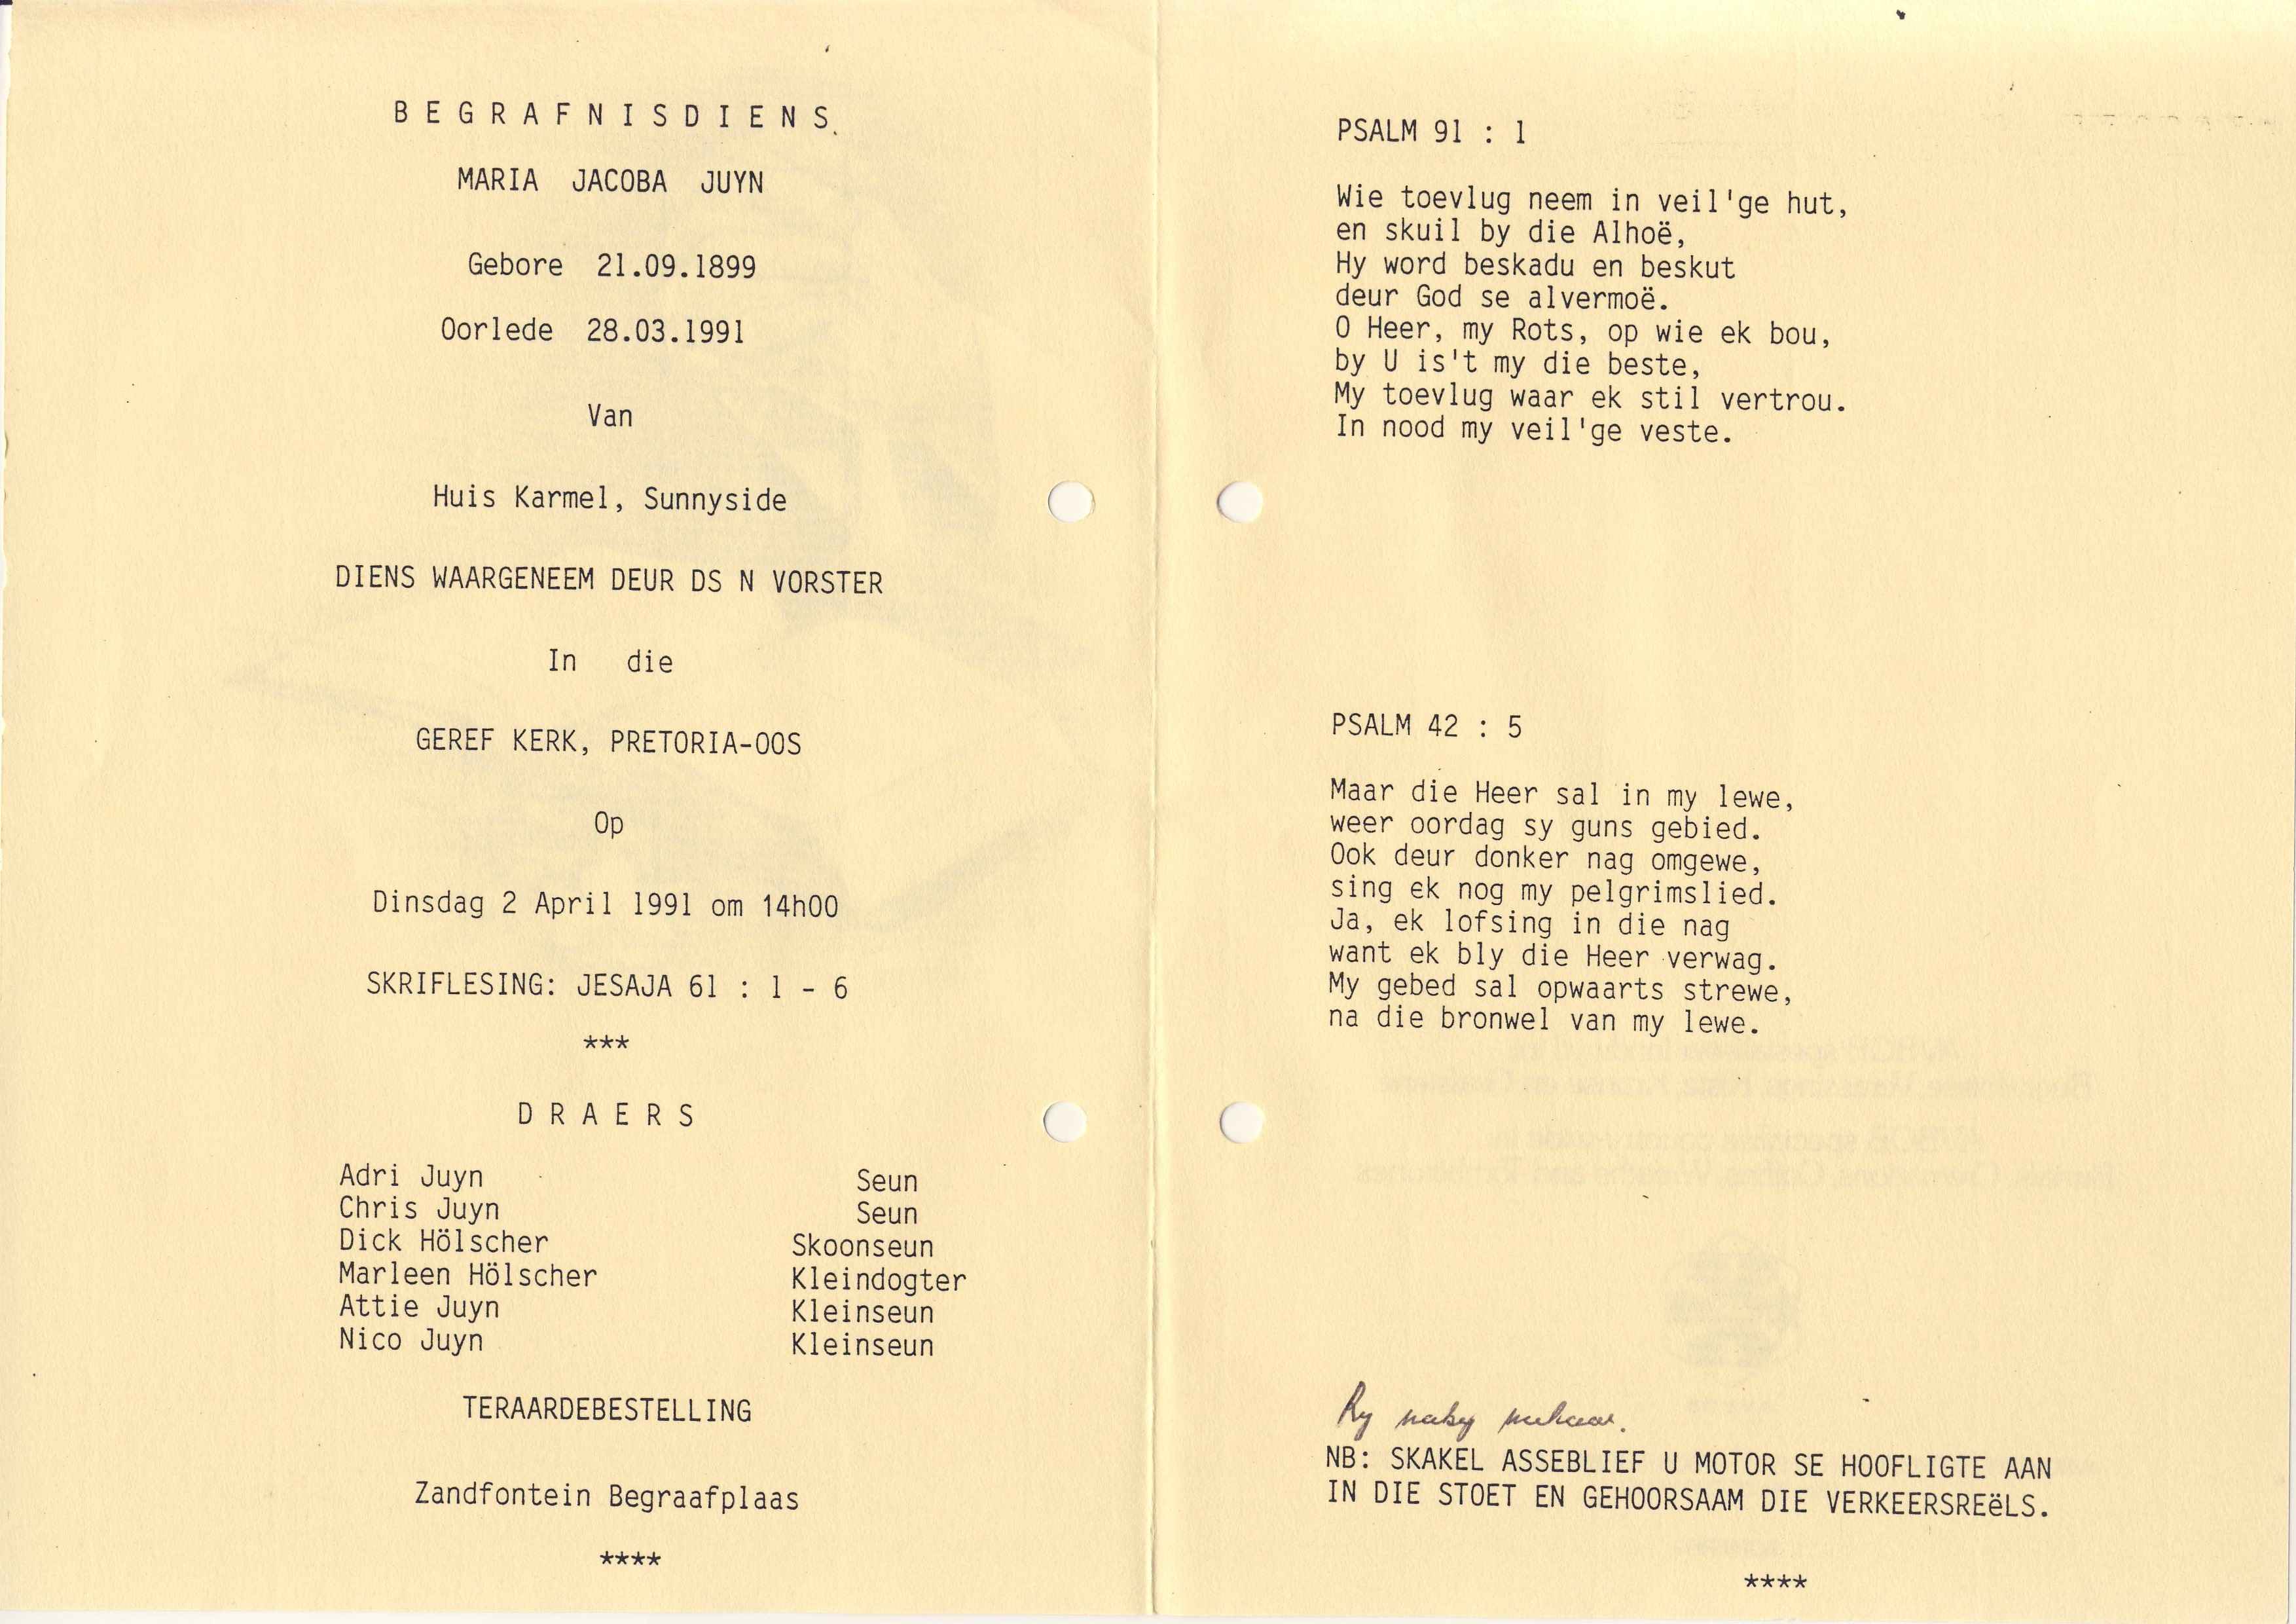 B E G R A F N I S D I E N S.
MARIA JACOBA JUYN
Gebore 21.09.1899
Oorlede 28.03.1991
Van
Huis Karmel, Sunnyside
DIENS WAARGENEEM DEUR DS N VORSTER
In die
GEREF KERK, PRETORIA-OOS
Op
Dinsdag 2 April 1991 om 14h00
SKRIFLESING: JESAJA 61 : 1 - 6
***
D R A E R S
Adri Juyn Seun
Chris Juyn Seun
Dick Hölscher Skoonseun
Marleen Hölscher Kleindogter
Attie Juyn Kleinseun
Nico Juyn Kleinseun
TERAARDEBESTELLING
Zandfontein Begraafplaas
****
PSALM 91 : 1
Wie toevlug neem in veil'ge hut,
en skuil by die Alhoë,
Hy word beskadu en beskut
deur God se alvermoë.
O Heer, my Rots, op wie ek bou,
by U is't my die beste,
My toevlug waar ek stil vertrou.
In nood my veil'ge veste.
PSALM 42 : 5
Maar die Heer sal in my lewe,
weer oordag sy guns gebied.
Ook deur donker nag omgewe,
sing ek nog my pelgrimslied.
Ja, ek lofsing in die nag
want ek bly die Heer verwag.
My gebed sal opwaarts strewe,
na die bronwel van my lewe.
Ry naby mekaar.
NB: SKAKEL ASSEBLIEF U MOTOR SE HOOFLIGTE AAN
IN DIE STOET EN GEHOORSAAM DIE VERKEERSREëLS.
****